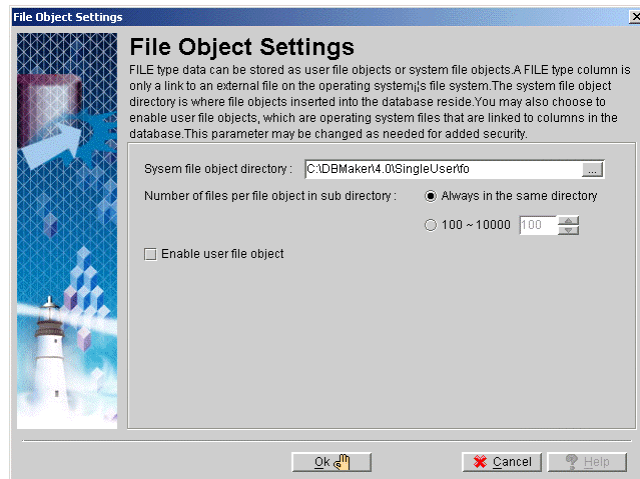 File Object Settings
File Object Settings
FILE type data can be stored as user file objects or system file objects.A FILE type column is
only a link to an external file on the operating system¡¦s file system.The system file object
directory is where file objects inserted into the database reside.You may also choose to
enable user file objects, which are operating system files that are linked to columns in the
database.This parameter may be changed as needed for added security.
Sysem file object directory : C:\DBMaker\4.0\SingleUser\fo ...
Number of files per file object in sub directory : Always in the same directory
100 ~ 10000 100
Enable user file object
Ok Cancel Help